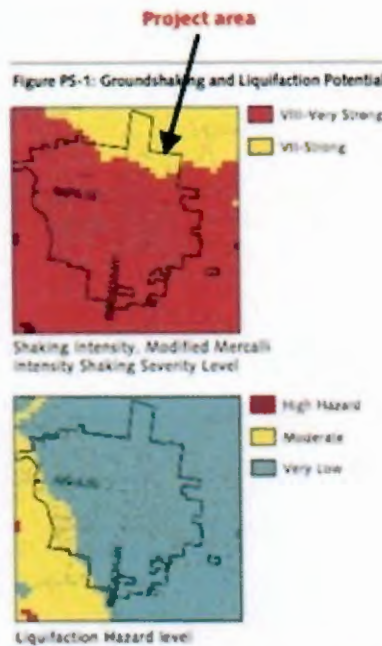 Project area
Figure PS-1: Groundshaking and Liquifaction Potential
VIII-Very Strong
VII-Strong
Shaking Intensity, Modified Mercalli
Intensity Shaking Severity Level
High Hazard
Moderate
Very Low
Liquifaction Hazard level